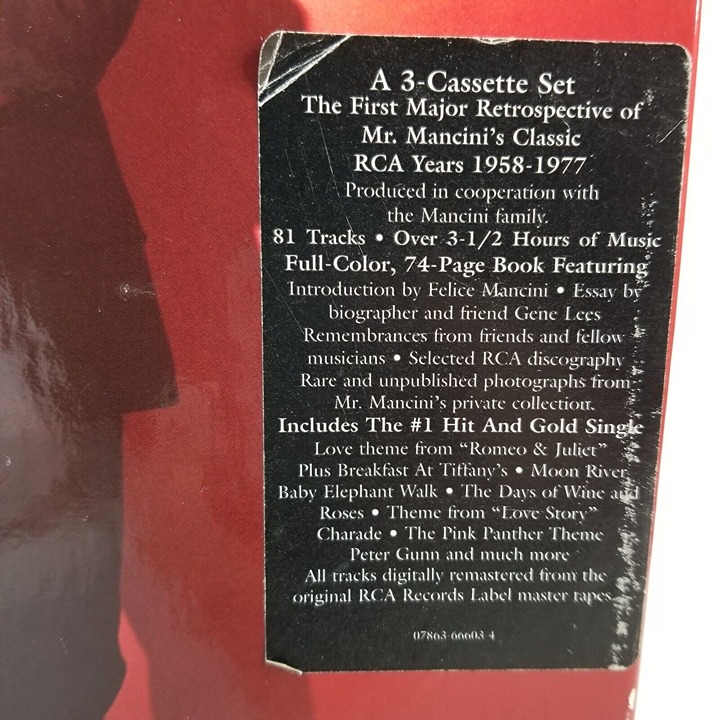 A 3-Cassette Set
The First Major Retrospective of
Mr. Mancini's Classic
RCA Years 1958-1977
Produced in cooperation with
the Mancini family.
81 Tracks • Over 3-1/2 Hours of Music
Full-Color, 74-Page Book Featuring
Introduction by Felice Mancini • Essay by
biographer and friend Gene Lees
Remembrances from friends and fellow
musicians • Selected RCA discography
Rare and unpublished photographs from
Mr. Mancini's private collection.
Includes The #1 Hit And Gold Single
Love theme from "Romeo & Juliet"
Plus Breakfast At Tiffany's • Moon River
Baby Elephant Walk • The Days of Wine and
Roses • Theme from "Love Story"
Charade • The Pink Panther Theme
Peter Gunn and much more
All tracks digitally remastered from the
original RCA Records Label master tapes.
07863-66603-4